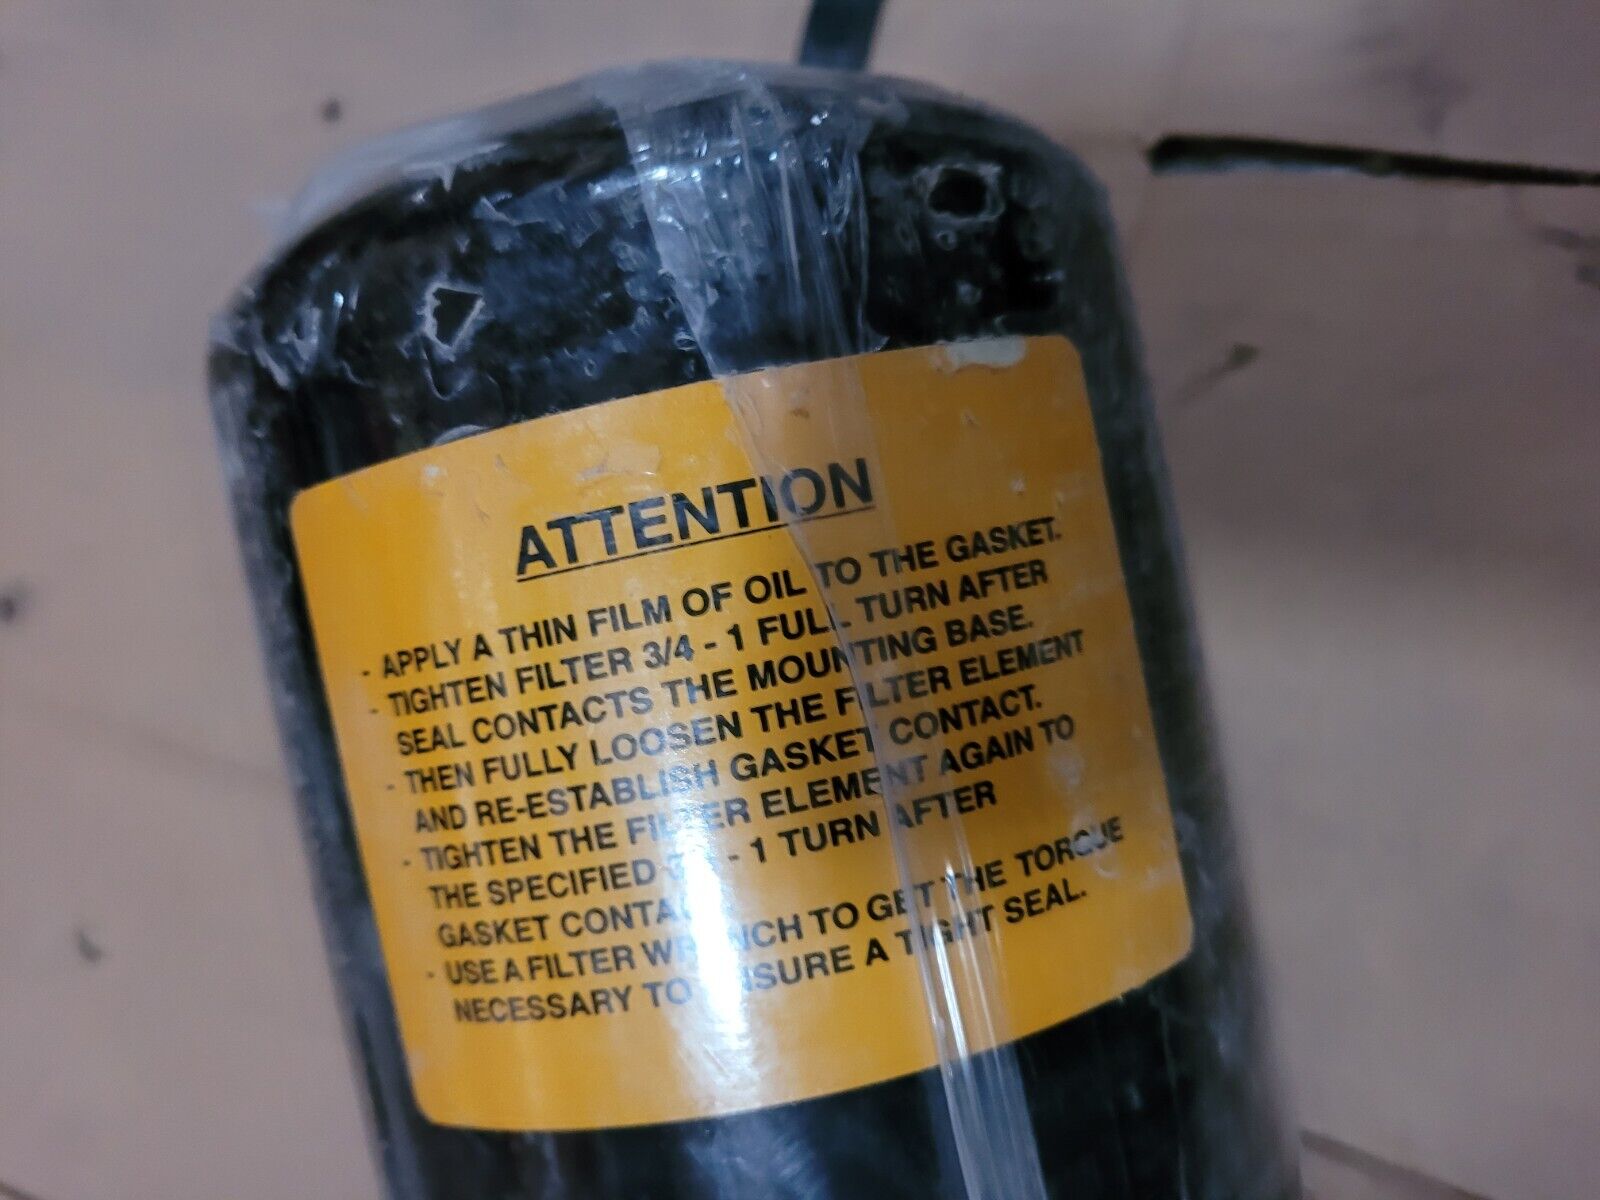 ATTENTION
- APPLY A THIN FILM OF OIL TO THE GASKET.
- TIGHTEN FILTER 3/4 - 1 FULL TURN AFTER
SEAL CONTACTS THE MOUNTING BASE.
- THEN FULLY LOOSEN THE FILTER ELEMENT
AND RE-ESTABLISH GASKET CONTACT.
- TIGHTEN THE FILTER ELEMENT AGAIN TO
THE SPECIFIED - 1 TURN AFTER
GASKET CONTACT
- USE A FILTER WRENCH TO GET THE TORQUE
NECESSARY TO ENSURE A TIGHT SEAL.